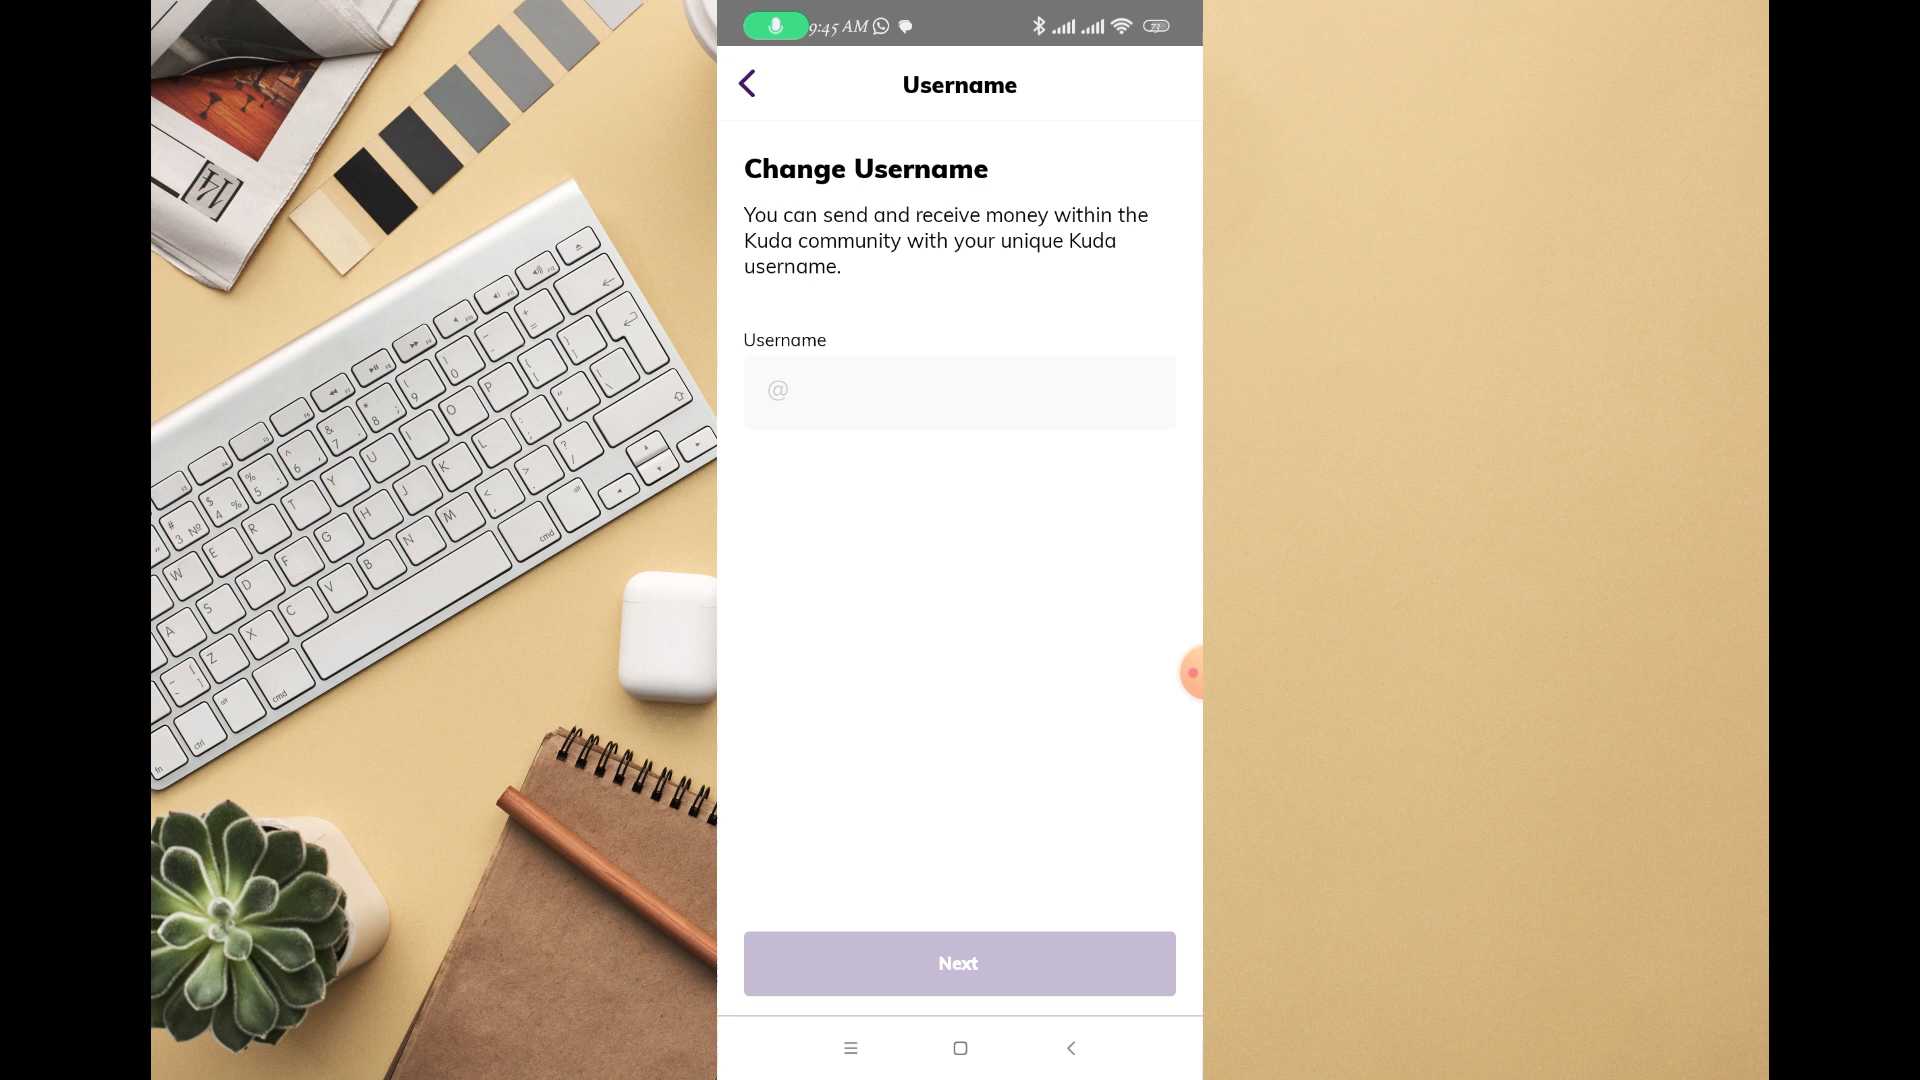 9:45 AM
72
Username
Change Username
You can send and receive money within the
Kuda community with your unique Kuda
username.
Username
@
Next